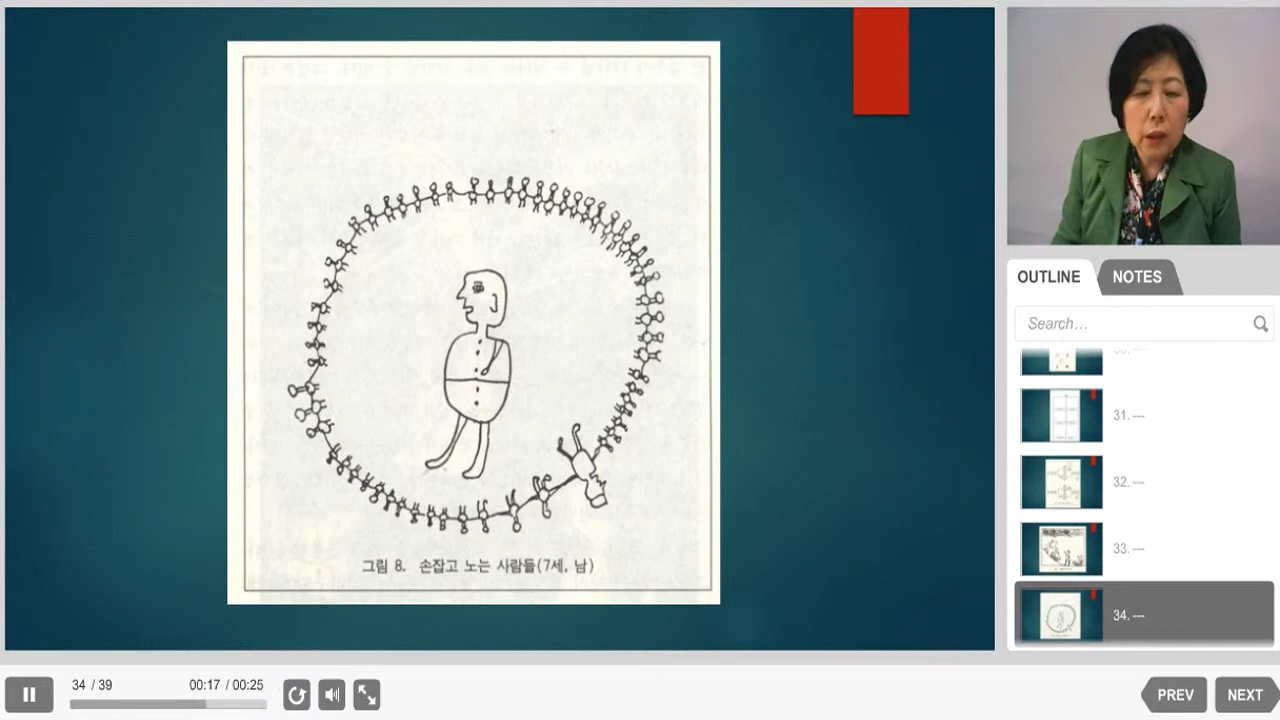 그림 8. 손잡고 노는 사람들(7세, 남)
OUTLINE
NOTES
Search...
31. ---
32. ---
33. ---
34. ---
34 / 39
00:17 / 00:25
PREV
NEXT